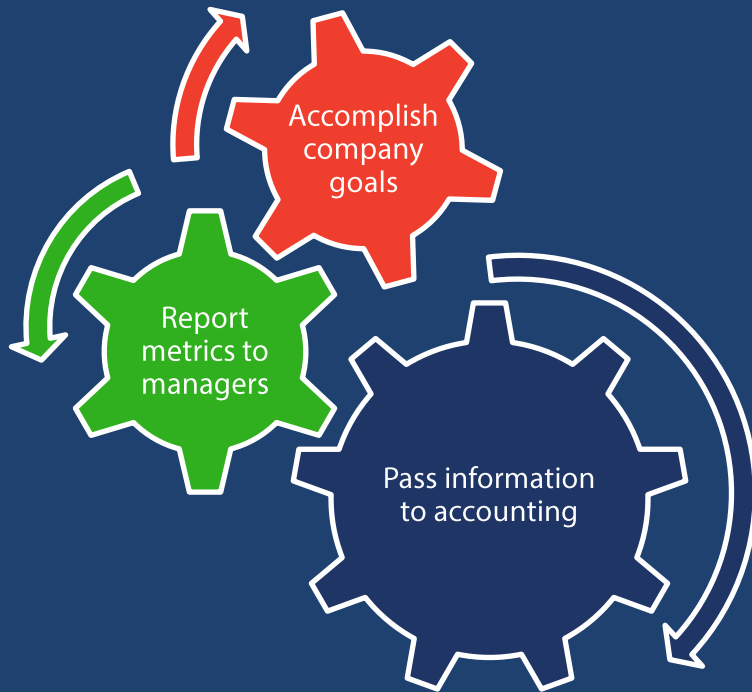 Accomplish
company
goals
Report
metrics to
managers
Pass information
to accounting